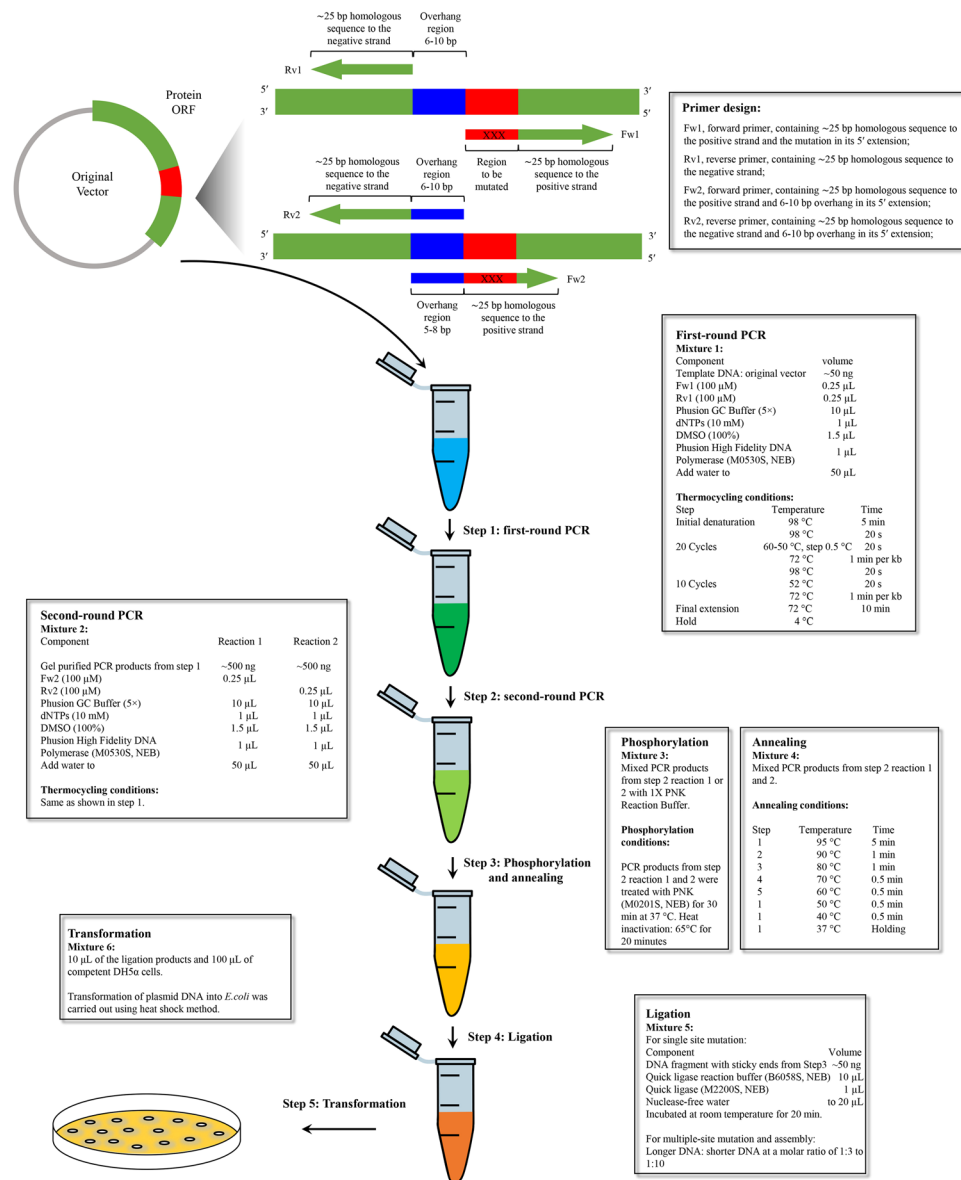 ~25 bp homologous
sequence to the
negative strand
Overhang
region
6-10 bp
Rv1
5′
3′
3′
5′
XXX
Fw1
Protein
ORF
Original
Vector
~25 bp homologous
sequence to the
negative strand
Overhang
region
6-10 bp
Region
to be
mutated
~25 bp homologous
sequence to the
positive strand
Rv2
5′
3′
3′
5′
XXX
Fw2
Overhang
region
5-8 bp
~25 bp homologous
sequence to the
positive strand
Primer design:
Fw1, forward primer, containing ~25 bp homologous sequence to
the positive strand and the mutation in its 5′ extension;
Rv1, reverse primer, containing ~25 bp homologous sequence to
the negative strand;
Fw2, forward primer, containing ~25 bp homologous sequence to
the positive strand and 6-10 bp overhang in its 5′ extension;
Rv2, reverse primer, containing ~25 bp homologous sequence to
the negative strand and 6-10 bp overhang in its 5′ extension;
First-round PCR
Mixture 1:
Component volume
Template DNA: original vector ~50 ng
Fw1 (100 µM) 0.25 µL
Rv1 (100 µM) 0.25 µL
Phusion GC Buffer (5×) 10 µL
dNTPs (10 mM) 1 µL
DMSO (100%) 1.5 µL
Phusion High Fidelity DNA
Polymerase (M0530S, NEB) 1 µL
Add water to 50 µL
Thermocycling conditions:
Step Temperature Time
Initial denaturation 98 °C 5 min
98 °C 20 s
20 Cycles 60-50 °C, step 0.5 °C 20 s
72 °C 1 min per kb
98 °C 20 s
10 Cycles 52 °C 20 s
72 °C 1 min per kb
Final extension 72 °C 10 min
Hold 4 °C
Step 1: first-round PCR
Second-round PCR
Mixture 2:
Component Reaction 1 Reaction 2
Gel purified PCR products from step 1 ~500 ng ~500 ng
Fw2 (100 µM) 0.25 µL
Rv2 (100 µM) 0.25 µL
Phusion GC Buffer (5×) 10 µL 10 µL
dNTPs (10 mM) 1 µL 1 µL
DMSO (100%) 1.5 µL 1.5 µL
Phusion High Fidelity DNA
Polymerase (M0530S, NEB) 1 µL 1 µL
Add water to 50 µL 50 µL
Thermocycling conditions:
Same as shown in step 1.
Step 2: second-round PCR
Phosphorylation
Mixture 3:
Mixed PCR products
from step 2 reaction 1 or
2 with 1X PNK
Reaction Buffer.
Phosphorylation
conditions:
PCR products from step
2 reaction 1 and 2 were
treated with PNK
(M0201S, NEB) for 30
min at 37 °C. Heat
inactivation: 65°C for
20 minutes
Annealing
Mixture 4:
Mixed PCR products from step 2 reaction 1
and 2.
Annealing conditions:
Step Temperature Time
1 95 °C 5 min
2 90 °C 1 min
3 80 °C 1 min
4 70 °C 0.5 min
5 60 °C 0.5 min
1 50 °C 0.5 min
1 40 °C 0.5 min
1 37 °C Holding
Step 3: Phosphorylation
and annealing
Transformation
Mixture 6:
10 µL of the ligation products and 100 µL of
competent DH5α cells.
Transformation of plasmid DNA into E.coli was
carried out using heat shock method.
Step 4: Ligation
Ligation
Mixture 5:
For single site mutation:
Component Volume
DNA fragment with sticky ends from Step3 ~50 ng
Quick ligase reaction buffer (B6058S, NEB) 10 µL
Quick ligase (M2200S, NEB) 1 µL
Nuclease-free water to 20 µL
Incubated at room temperature for 20 min.
For multiple-site mutation and assembly:
Longer DNA: shorter DNA at a molar ratio of 1:3 to
1:10
Step 5: Transformation